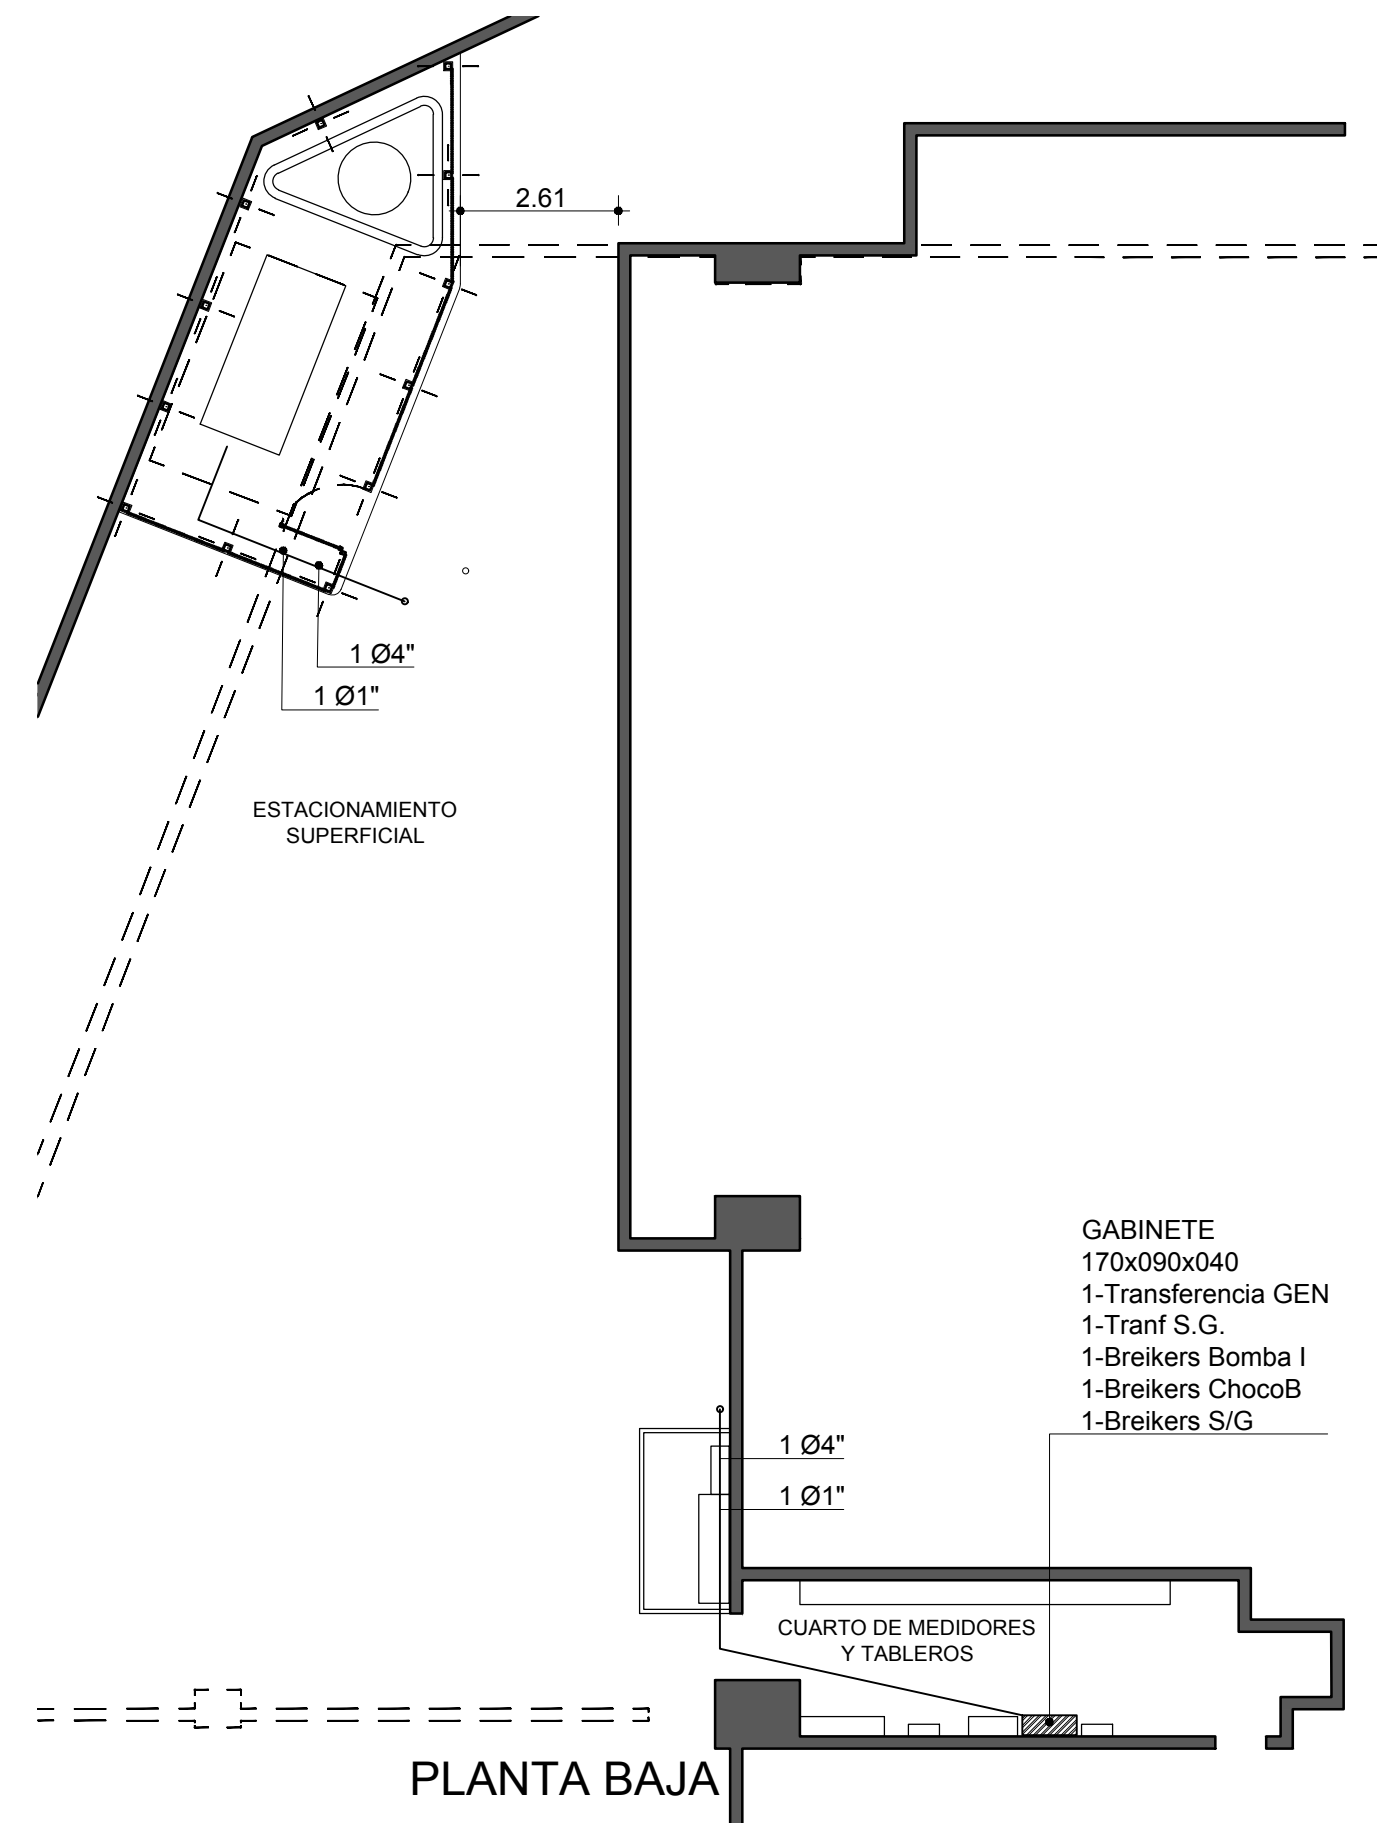 2.61
1 Ø4"
1 Ø1"
ESTACIONAMIENTO
SUPERFICIAL
GABINETE
170x090x040
1-Transferencia GEN
1-Tranf S.G.
1-Breikers Bomba I
1-Breikers ChocoB
1-Breikers S/G
1 Ø4"
1 Ø1"
CUARTO DE MEDIDORES
Y TABLEROS
PLANTA BAJA